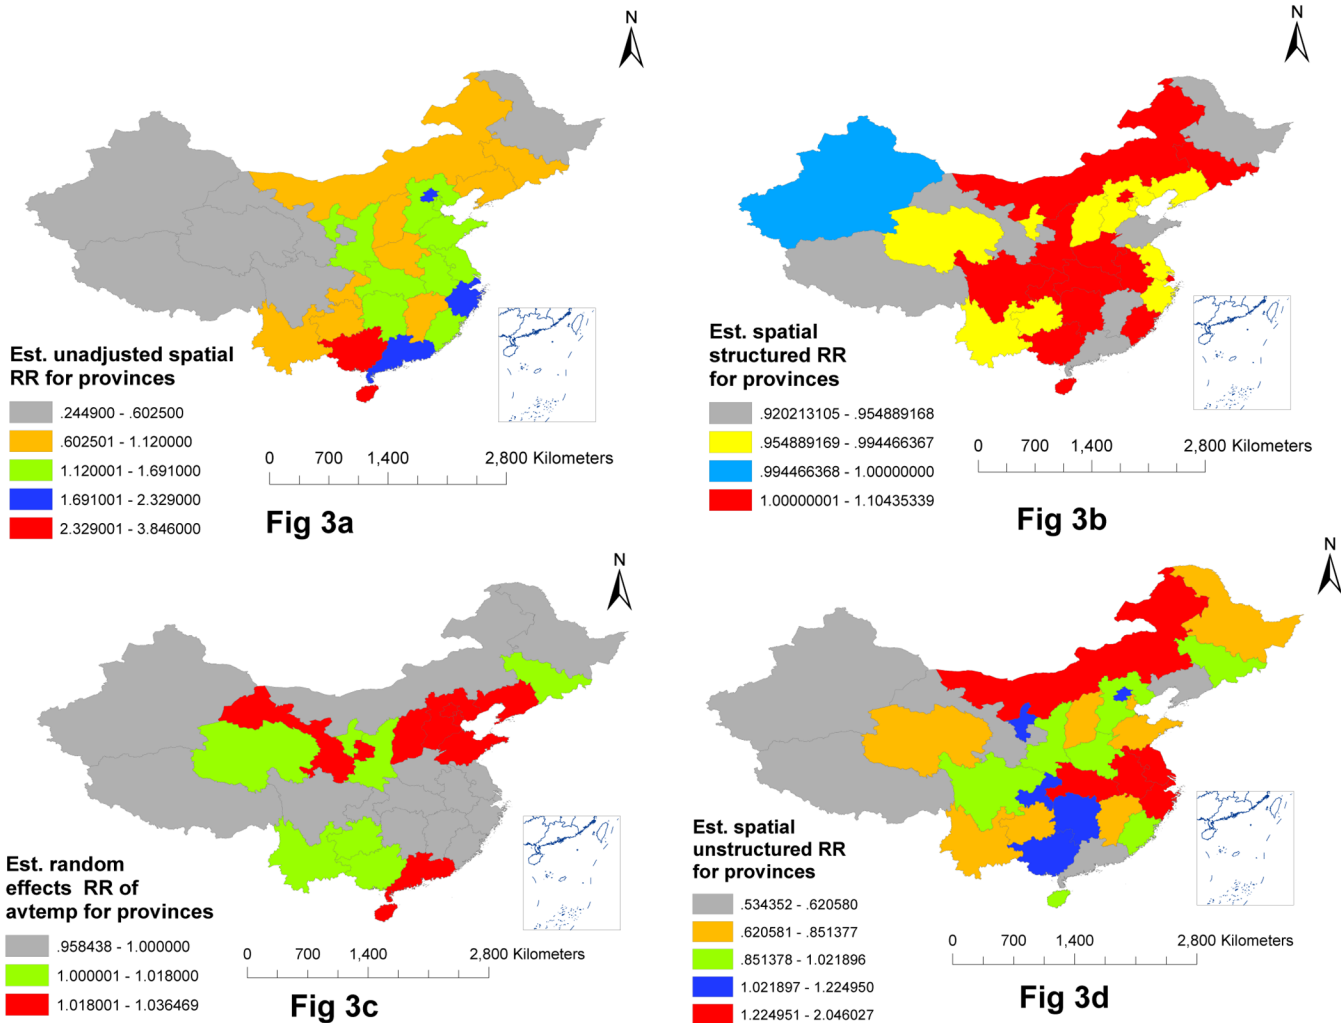 N
Est. unadjusted spatial
RR for provinces
.244900 - .602500
.602501 - 1.120000
1.120001 - 1.691000
1.691001 - 2.329000
2.329001 - 3.846000
0 700 1,400 2,800 Kilometers
Fig 3a
N
Est. spatial
structured RR
for provinces
.920213105 - .954889168
.954889169 - .994466367
.994466368 - 1.00000000
1.00000001 - 1.10435339
0 700 1,400 2,800 Kilometers
Fig 3b
N
Est. random
effects RR of
avtemp for provinces
.958438 - 1.000000
1.000001 - 1.018000
1.018001 - 1.036469
0 700 1,400 2,800 Kilometers
Fig 3c
N
Est. spatial
unstructured RR
for provinces
.534352 - .620580
.620581 - .851377
.851378 - 1.021896
1.021897 - 1.224950
1.224951 - 2.046027
0 700 1,400 2,800 Kilometers
Fig 3d